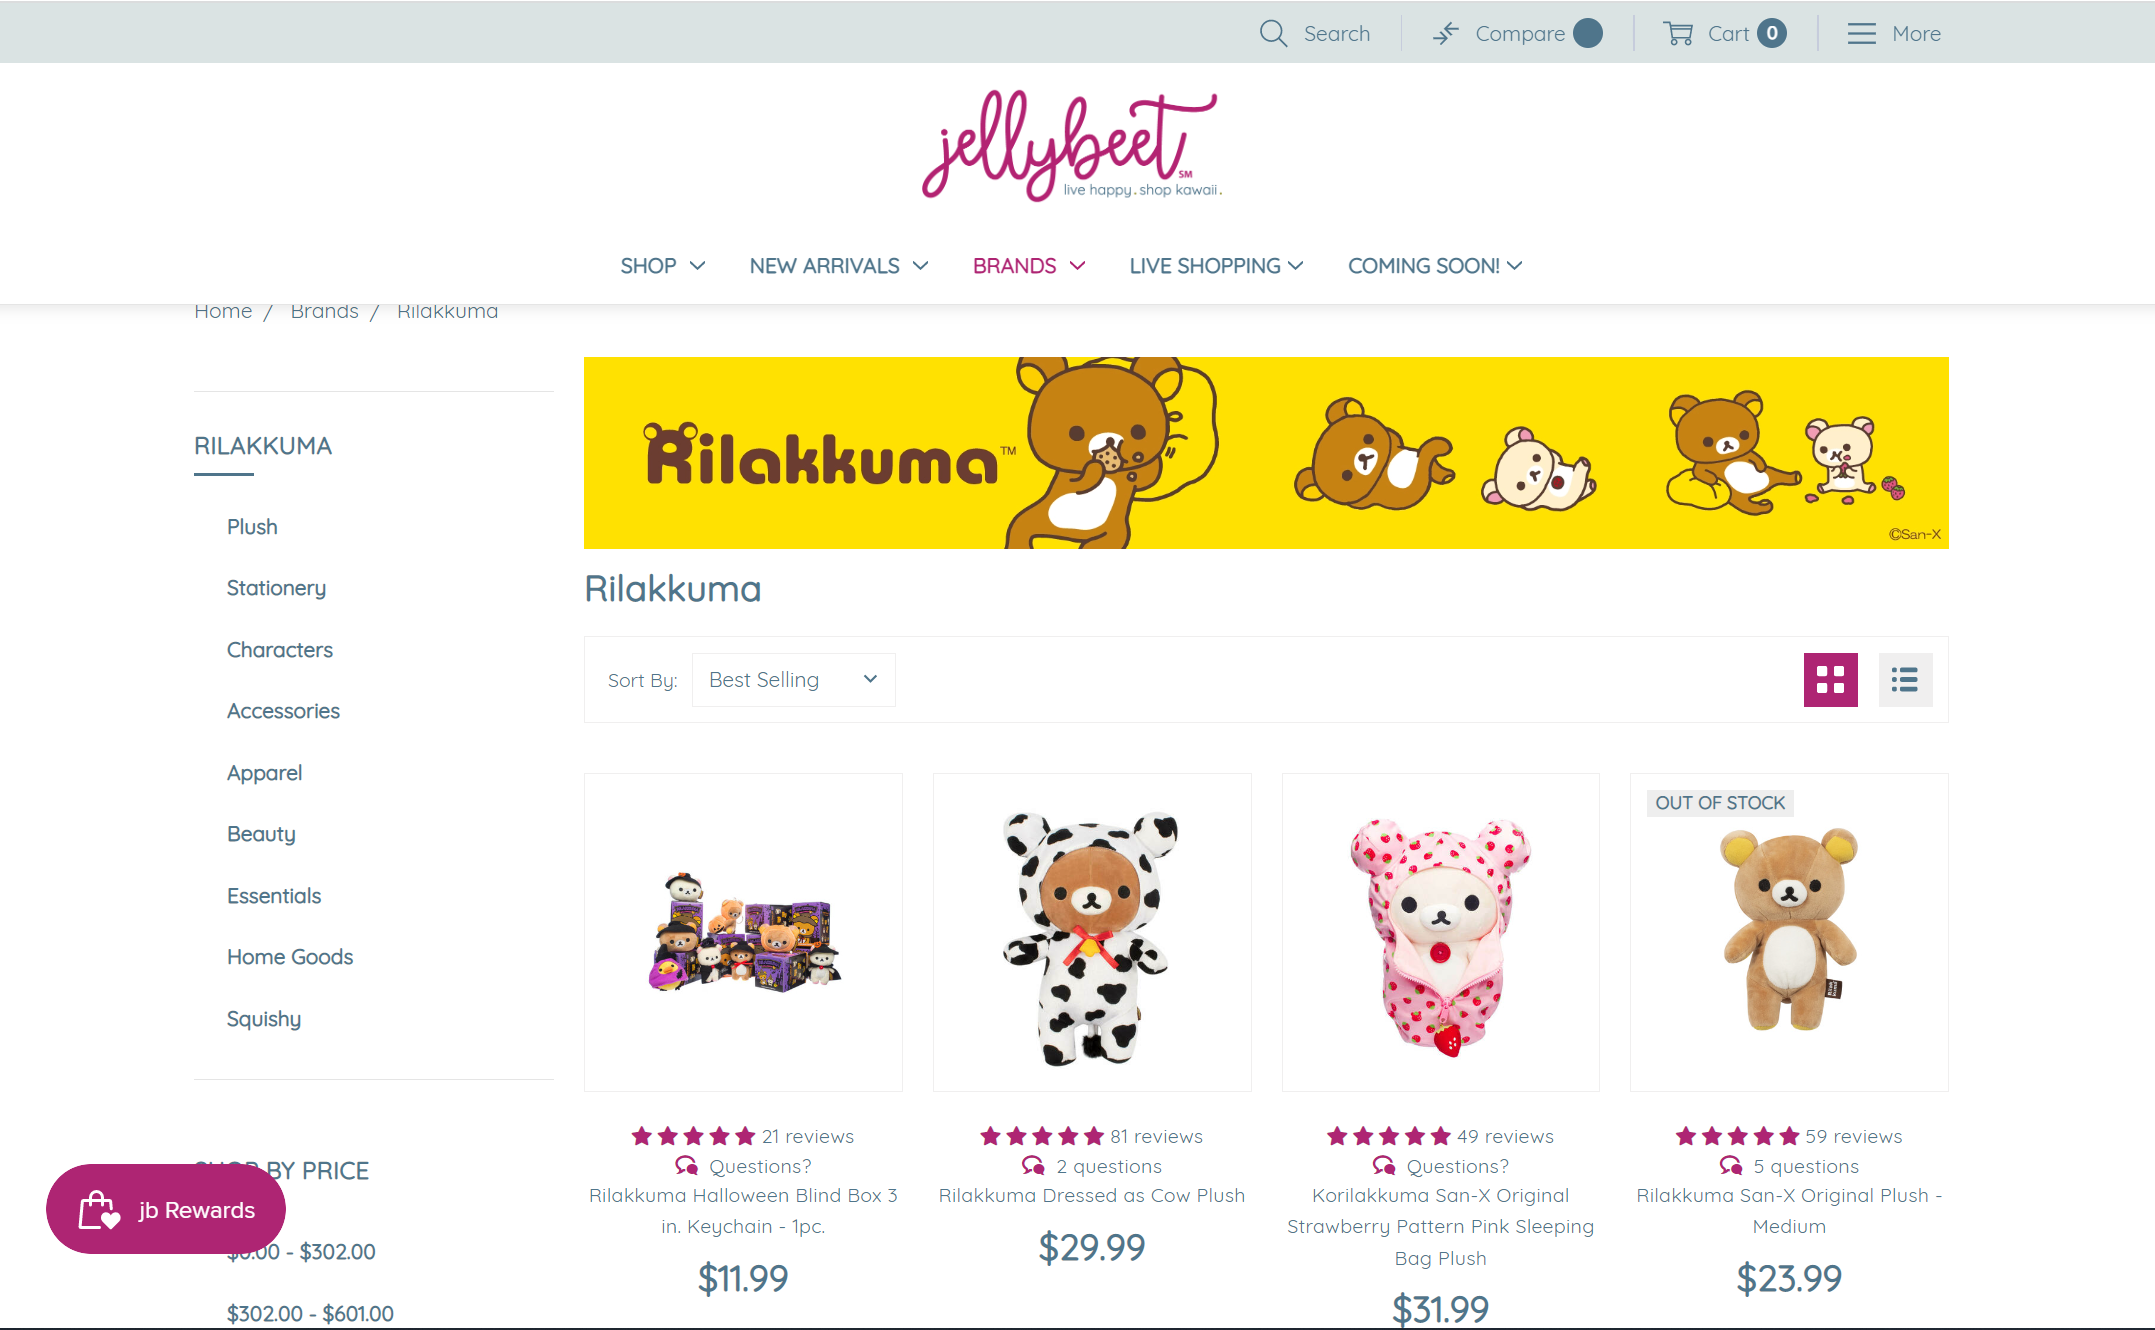 Search
Compare
Cart 0
More
jellybeet SM
live happy. shop kawaii.
SHOP
NEW ARRIVALS
BRANDS
LIVE SHOPPING
COMING SOON!
Home / Brands / Rilakkuma
RILAKKUMA
Plush
Stationery
Characters
Accessories
Apparel
Beauty
Essentials
Home Goods
Squishy
SHOP BY PRICE
$0.00 - $302.00
$302.00 - $601.00
jb Rewards
Rilakkuma™
©San-X
Rilakkuma
Sort By: Best Selling
21 reviews
Questions?
Rilakkuma Halloween Blind Box 3
in. Keychain - 1pc.
$11.99
81 reviews
2 questions
Rilakkuma Dressed as Cow Plush
$29.99
49 reviews
Questions?
Korilakkuma San-X Original
Strawberry Pattern Pink Sleeping
Bag Plush
$31.99
OUT OF STOCK
59 reviews
5 questions
Rilakkuma San-X Original Plush -
Medium
$23.99